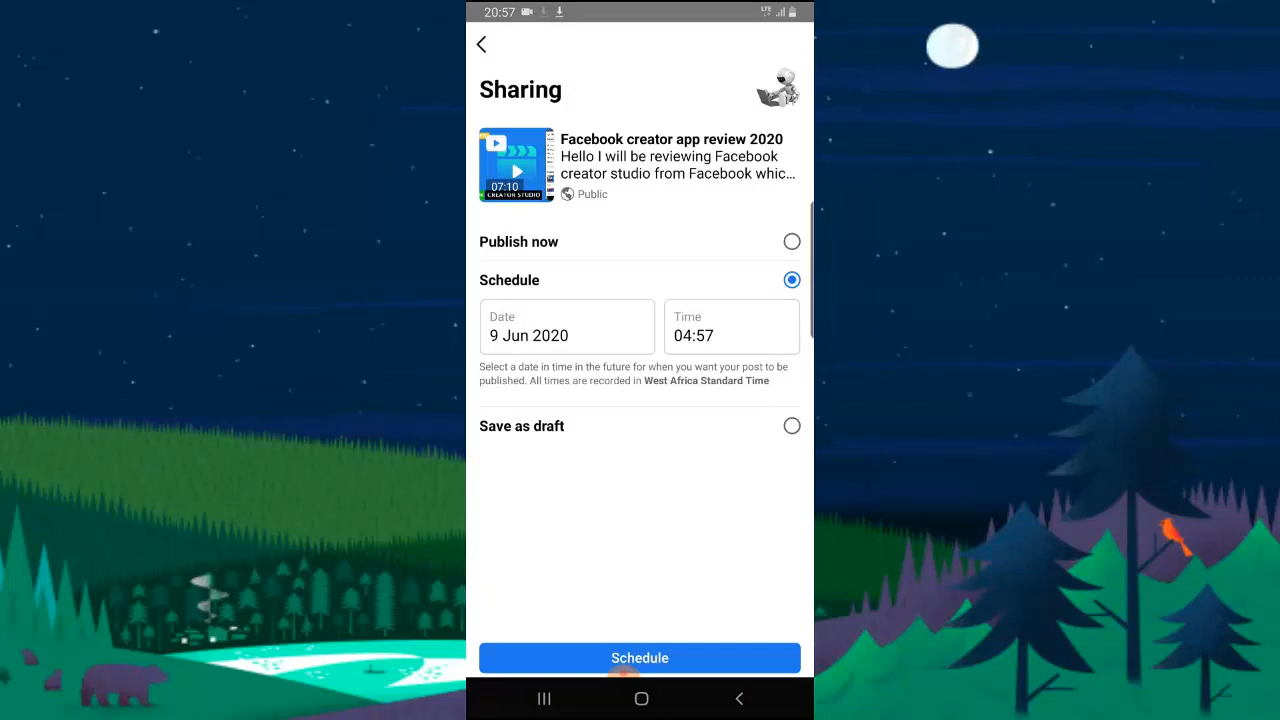 20:57
LTE
Sharing
07:10
CREATOR STUDIO
Facebook creator app review 2020
Hello I will be reviewing Facebook
creator studio from Facebook whic...
Public
Publish now
Schedule
Date
9 Jun 2020
Time
04:57
Select a date in time in the future for when you want your post to be
published. All times are recorded in West Africa Standard Time
Save as draft
Schedule